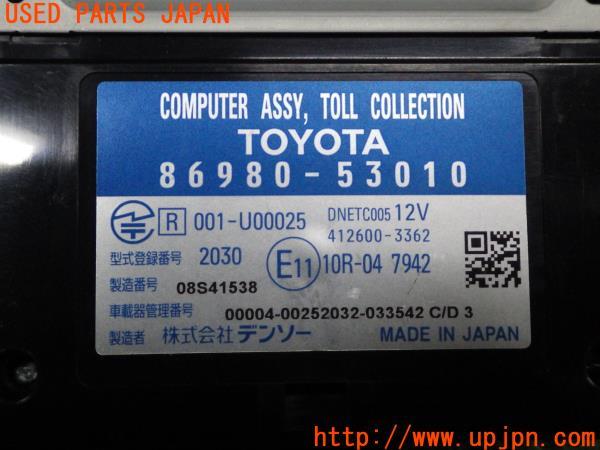 USED PARTS JAPAN
COMPUTER ASSY, TOLL COLLECTION
TOYOTA
86980-53010
R 001-U00025 DNETC005 12V
412600-3362
型式登録番号 2030 E11 10R-04 7942
製造番号 08S41538
車載器管理番号 00004-00252032-033542 C/D 3
製造者 株式会社 デンソー MADE IN JAPAN
http://www.upjpn.com